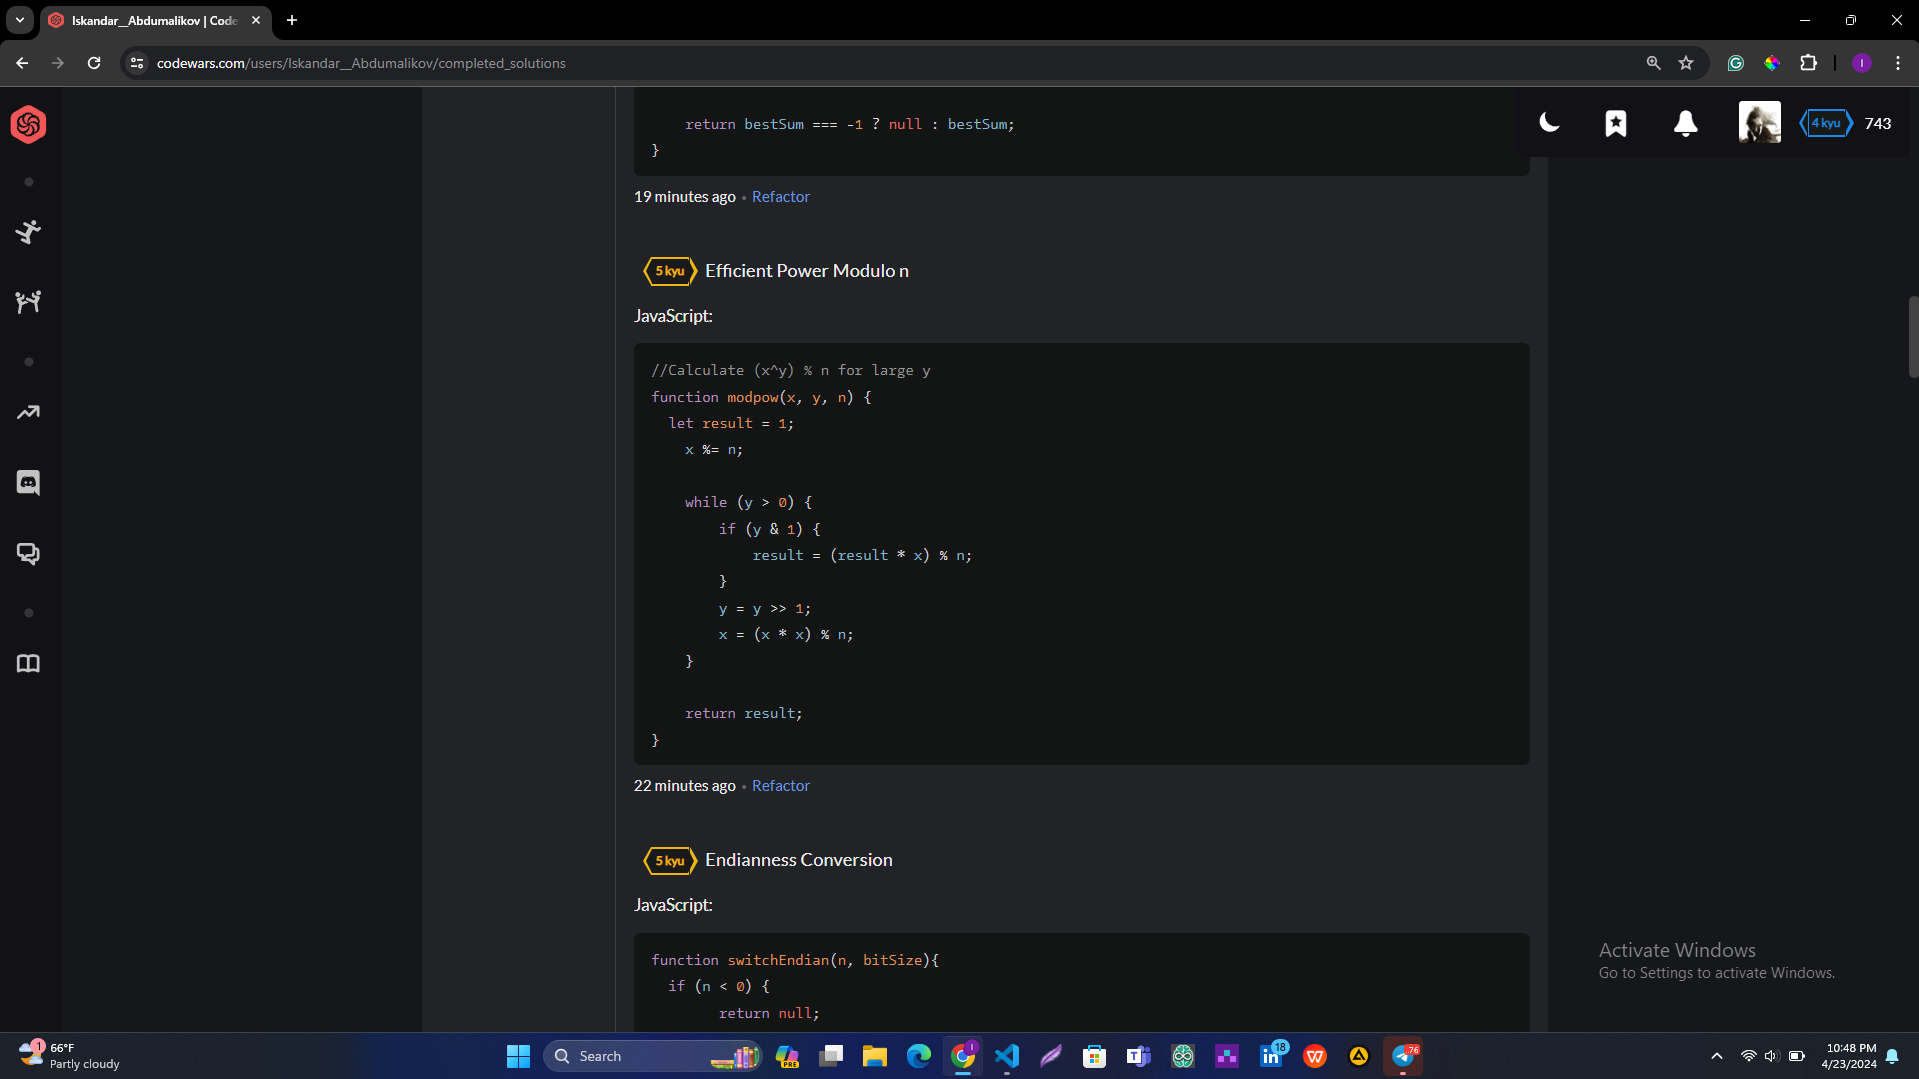 Iskandar__Abdumalikov | Code
codewars.com/users/Iskandar__Abdumalikov/completed_solutions
I
4 kyu
743
return bestSum === -1 ? null : bestSum;
}
19 minutes ago • Refactor
5 kyu Efficient Power Modulo n
JavaScript:
//Calculate (x^y) % n for large y
function modpow(x, y, n) {
let result = 1;
x %= n;
while (y > 0) {
if (y & 1) {
result = (result * x) % n;
}
y = y >> 1;
x = (x * x) % n;
}
return result;
}
22 minutes ago • Refactor
5 kyu Endianness Conversion
JavaScript:
function switchEndian(n, bitSize){
if (n < 0) {
return null;
Activate Windows
Go to Settings to activate Windows.
1
66°F
Partly cloudy
Search
PRE
18
76
10:48 PM
4/23/2024